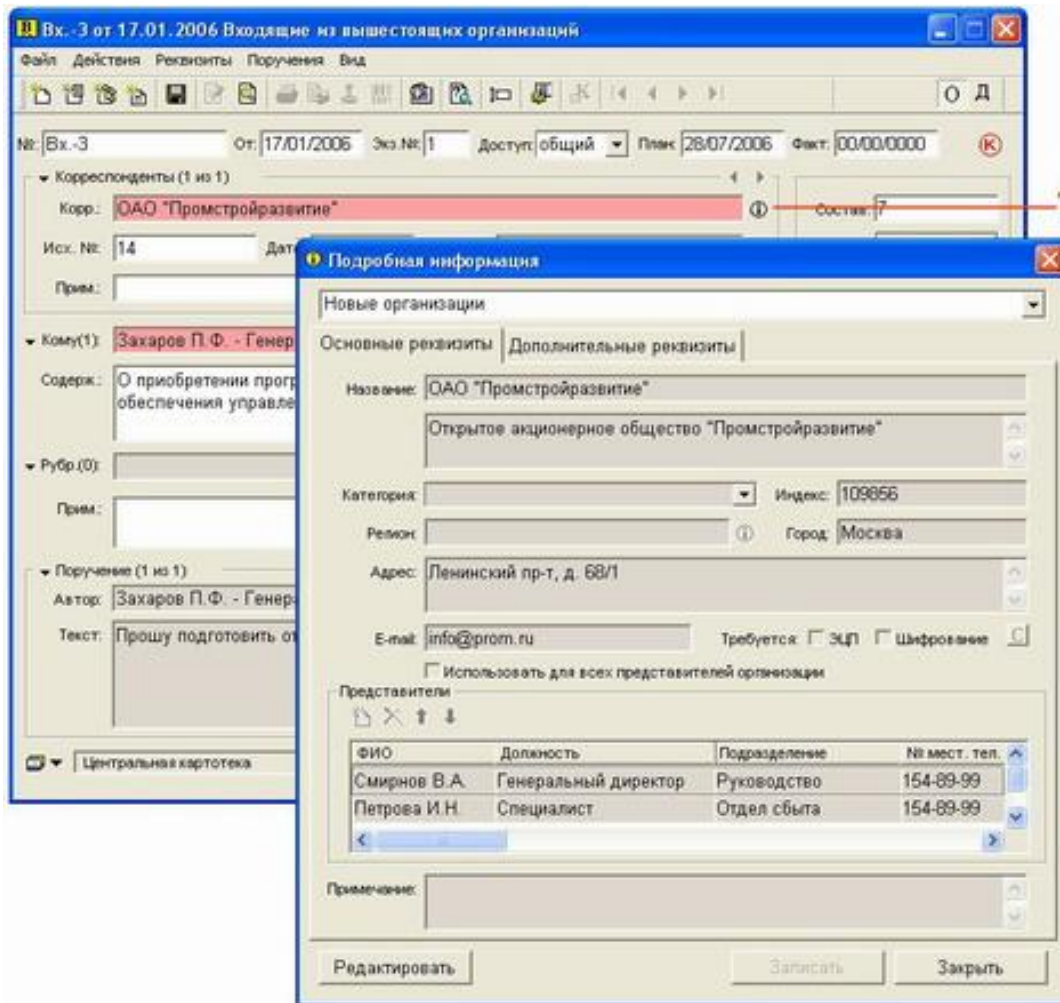 Вх.-3 от 17.01.2006 Входящие из вышестоящих организаций
Файл Действия Реквизиты Поручения Вид
О Д
№: Вх.-3 От: 17/01/2006 Экз.№: 1 Доступ: общий План: 28/07/2006 Факт: 00/00/0000 К
Корреспонденты (1 из 1)
Корр.: ОАО "Промстройразвитие" Состав: 7
Исх. №: 14 Дат
Прим.:
Кому(1): Захаров П.Ф. - Генер
Содерж.: О приобретении прогр
обеспечения управле
Рубр.(0):
Прим.:
Поручение (1 из 1)
Автор: Захаров П.Ф. - Генера
Текст: Прошу подготовить от
Центральная картотека
Подробная информация
Новые организации
Основные реквизиты Дополнительные реквизиты
Название: ОАО "Промстройразвитие"
Открытое акционерное общество "Промстройразвитие"
Категория: Индекс: 109856
Регион: Город: Москва
Адрес: Ленинский пр-т, д. 68/1
E-mail: info@prom.ru Требуется: ЭЦП Шифрование С
Использовать для всех представителей организации
Представители
ФИО Должность Подразделение № мест. тел.
Смирнов В.А. Генеральный директор Руководство 154-89-99
Петрова И.Н. Специалист Отдел сбыта 154-89-99
Примечание:
Редактировать Записать Закрыть